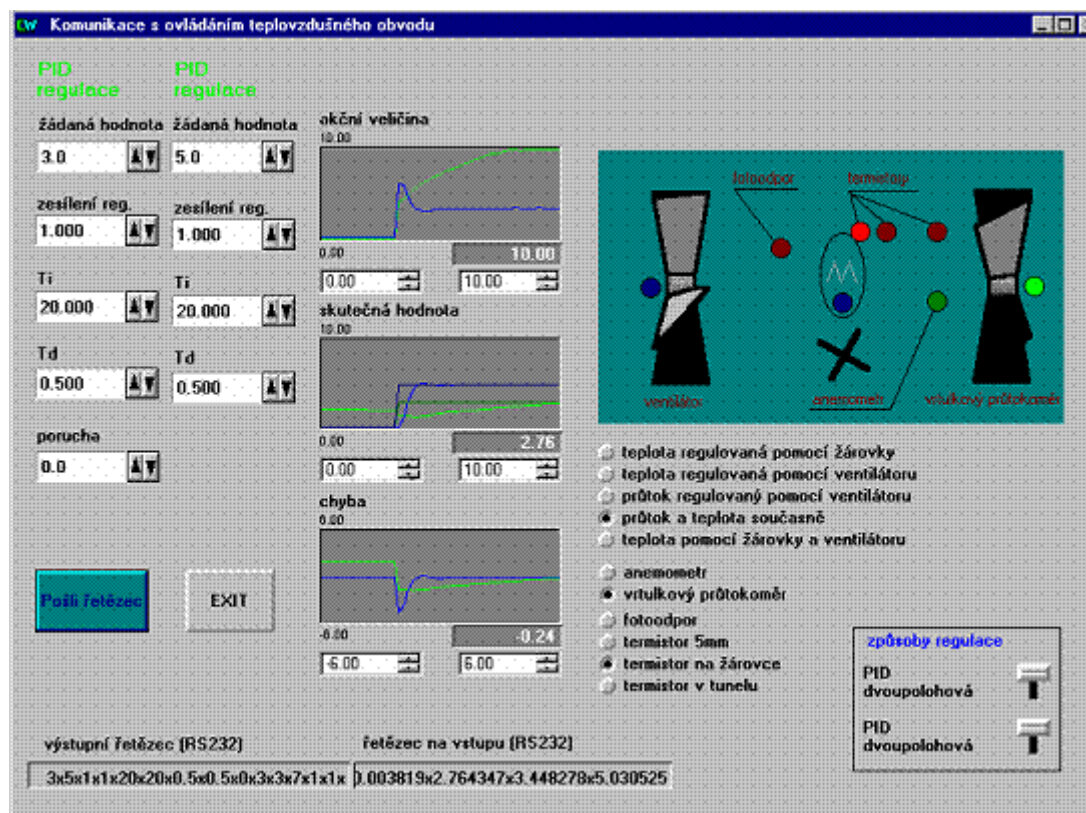 Komunikace s ovládáním teplovzdušného obvodu
PID regulace
PID regulace
žádaná hodnota
žádaná hodnota
3.0
5.0
zesílení reg.
zesílení reg.
1.000
1.000
Ti
Ti
20.000
20.000
Td
Td
0.500
0.500
porucha
0.0
Pošli řetězec
EXIT
akční veličina
10.00
0.00
10.00
0.00
10.00
skutečná hodnota
10.00
0.00
2.76
0.00
10.00
chyba
6.00
-6.00
-0.24
-6.00
6.00
fotoodpor
termistory
ventilátor
anemometr
vrtulkový průtokoměr
teplota regulovaná pomocí žárovky
teplota regulovaná pomocí ventilátoru
průtok regulovaný pomocí ventilátoru
průtok a teplota současně
teplota pomocí žárovky a ventilátoru
anemometr
vrtulkový průtokoměr
fotoodpor
termistor 5mm
termistor na žárovce
termistor v tunelu
způsoby regulace
PID
dvoupolohová
PID
dvoupolohová
výstupní řetězec (RS232)
řetězec na vstupu (RS232)
3x5x1x1x20x20x0.5x0.5x0x3x3x7x1x1x
).003819x2.764347x3.448278x5.030525